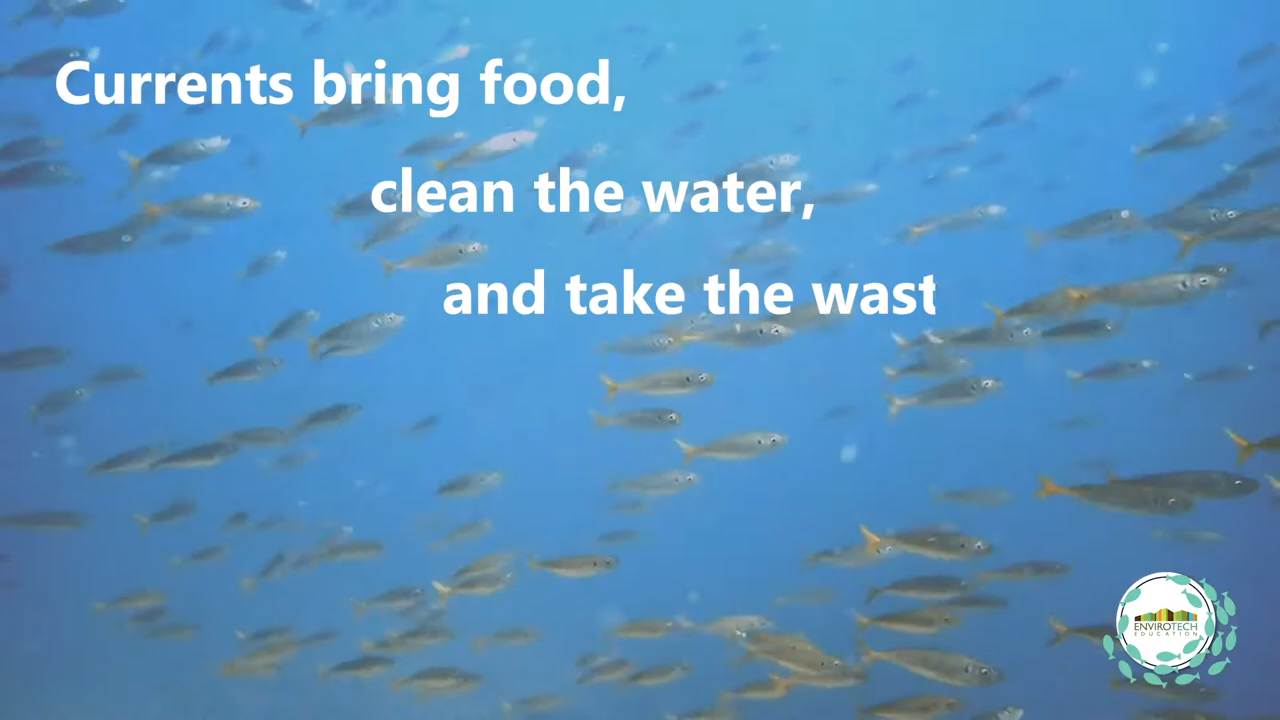 Currents bring food,
clean the water,
and take the wast
ENVIROTECH
EDUCATION